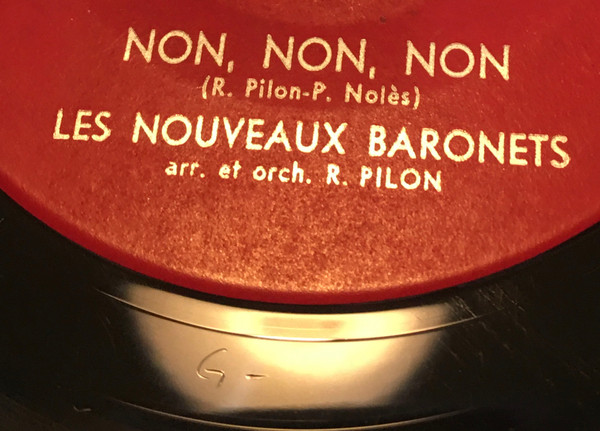 NON, NON, NON
(R. Pilon-P. Nolès)
LES NOUVEAUX BARONETS
arr. et orch. R. PILON
G-